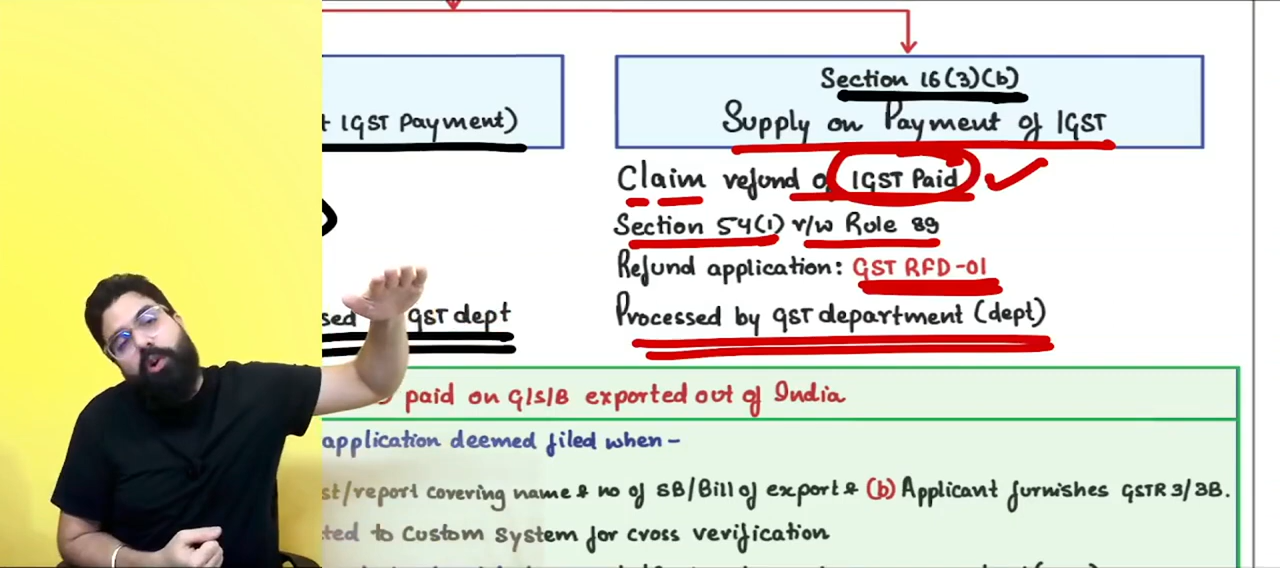 IGST Payment)
GST dept
Section 16(3)(b)
Supply on Payment of IGST
Claim refund of IGST Paid
Section 54(1) r/w Rule 89
Refund application: GST RFD-01
Processed by GST department (dept)
paid on G/S/B exported out of India
application deemed filed when -
st/report covering name & no of SB/Bill of export & (b) Applicant furnishes GSTR 3/3B.
ted to Custom System for cross verification